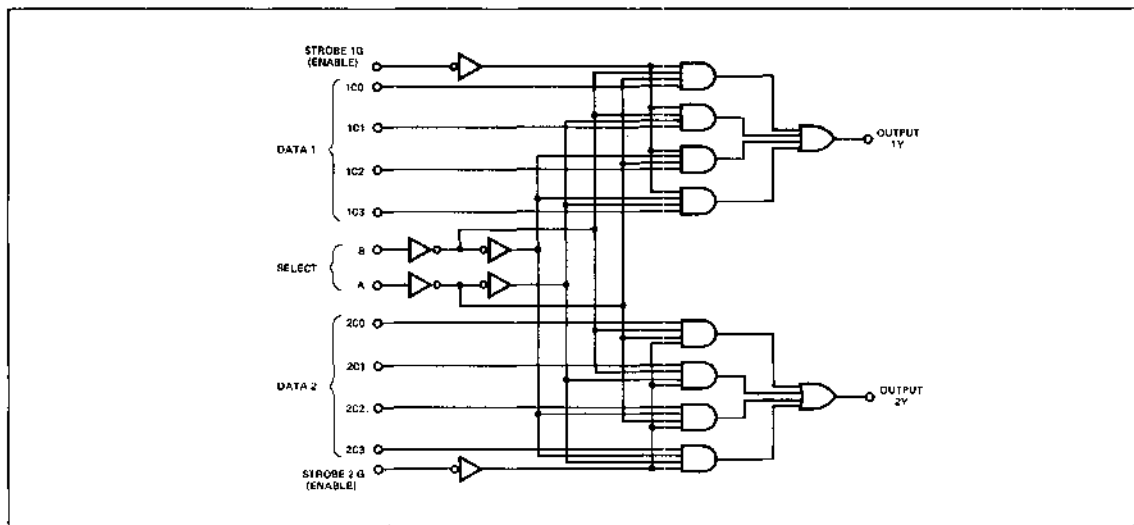 STROBE 1G
(ENABLE)
1C0
1C1
DATA 1
1C2
1C3
B
SELECT
A
2C0
2C1
DATA 2
2C2
2C3
STROBE 2 G
(ENABLE)
OUTPUT
1Y
OUTPUT
2Y